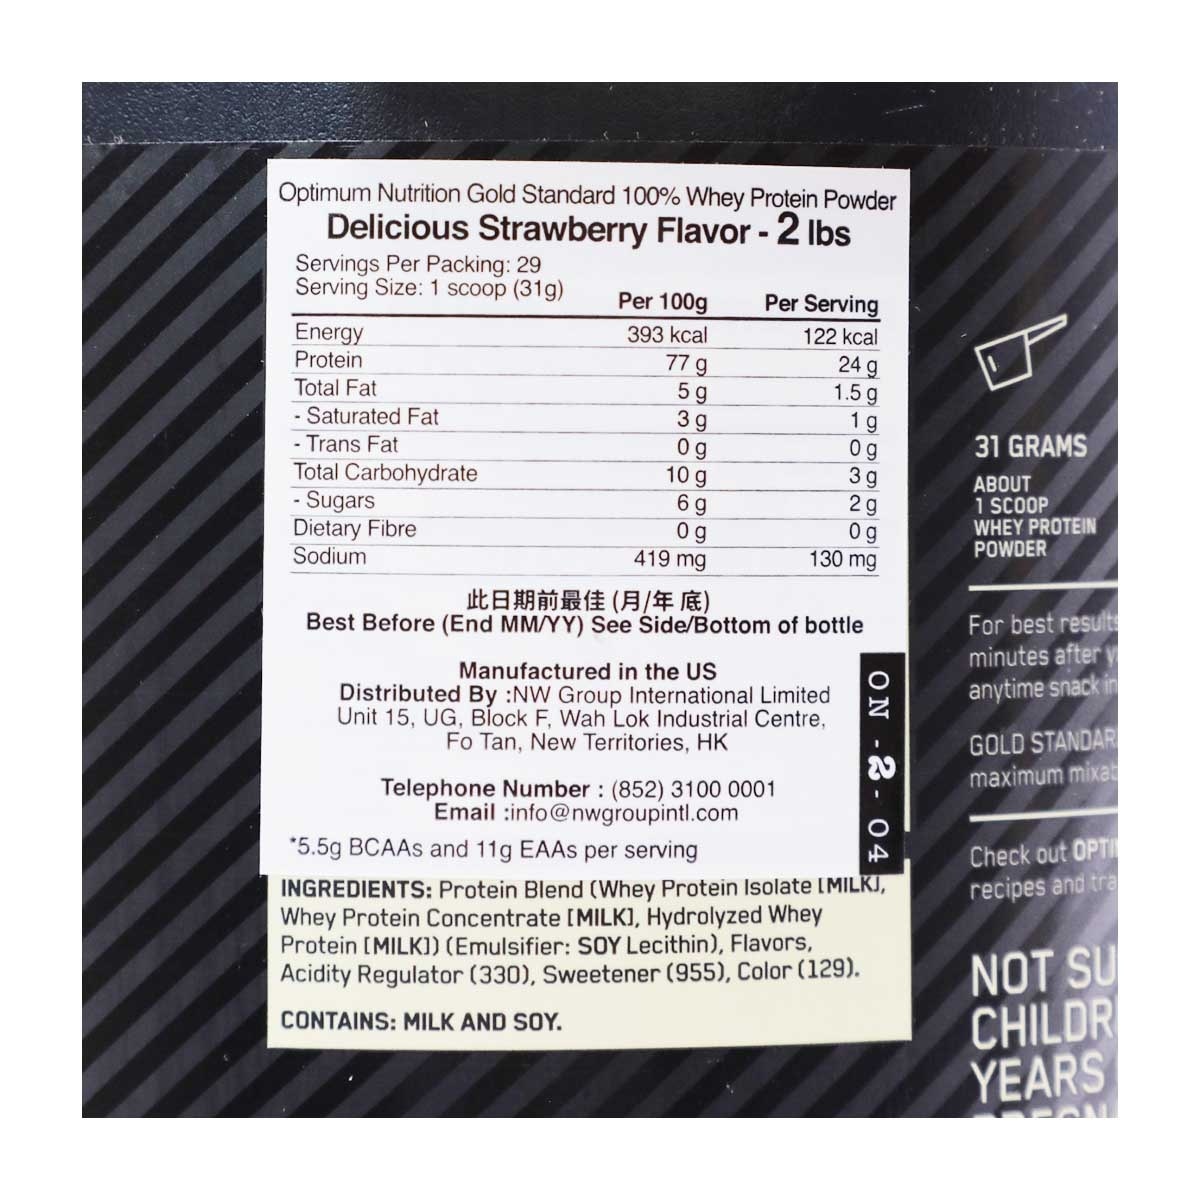 Optimum Nutrition Gold Standard 100% Whey Protein Powder
Delicious Strawberry Flavor - 2 lbs
Servings Per Packing: 29
Serving Size: 1 scoop (31g)
Per 100g Per Serving
Energy 393 kcal 122 kcal
Protein 77 g 24 g
Total Fat 5 g 1.5 g
- Saturated Fat 3 g 1 g
- Trans Fat 0 g 0 g
Total Carbohydrate 10 g 3 g
- Sugars 6 g 2 g
Dietary Fibre 0 g 0 g
Sodium 419 mg 130 mg
此日期前最佳 (月/年 底)
Best Before (End MM/YY) See Side/Bottom of bottle
Manufactured in the US
Distributed By :NW Group International Limited
Unit 15, UG, Block F, Wah Lok Industrial Centre,
Fo Tan, New Territories, HK
Telephone Number : (852) 3100 0001
Email :info@nwgroupintl.com
*5.5g BCAAs and 11g EAAs per serving
ON - 2 - 04
INGREDIENTS: Protein Blend (Whey Protein Isolate [MILK],
Whey Protein Concentrate [MILK], Hydrolyzed Whey
Protein [MILK]) (Emulsifier: SOY Lecithin), Flavors,
Acidity Regulator (330), Sweetener (955), Color (129).
CONTAINS: MILK AND SOY.
31 GRAMS
ABOUT
1 SCOOP
WHEY PROTEIN
POWDER
For best results
minutes after
anytime snack in
GOLD STANDAR
maximum mixab
Check out OPTI
recipes and tra
NOT SU
CHILDR
YEARS